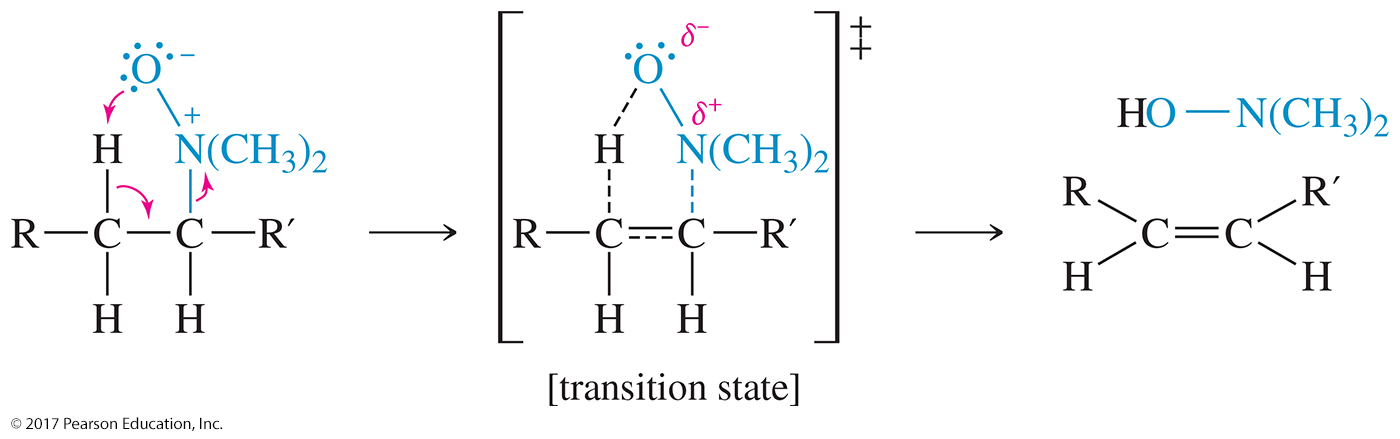 O − O δ− ‡
+ δ+ HO — N(CH3)2
H N(CH3)2 H N(CH3)2
R R′
R—C—C—R′ R—C=C—R′ C=C
H H
H H H H
[transition state]
© 2017 Pearson Education, Inc.